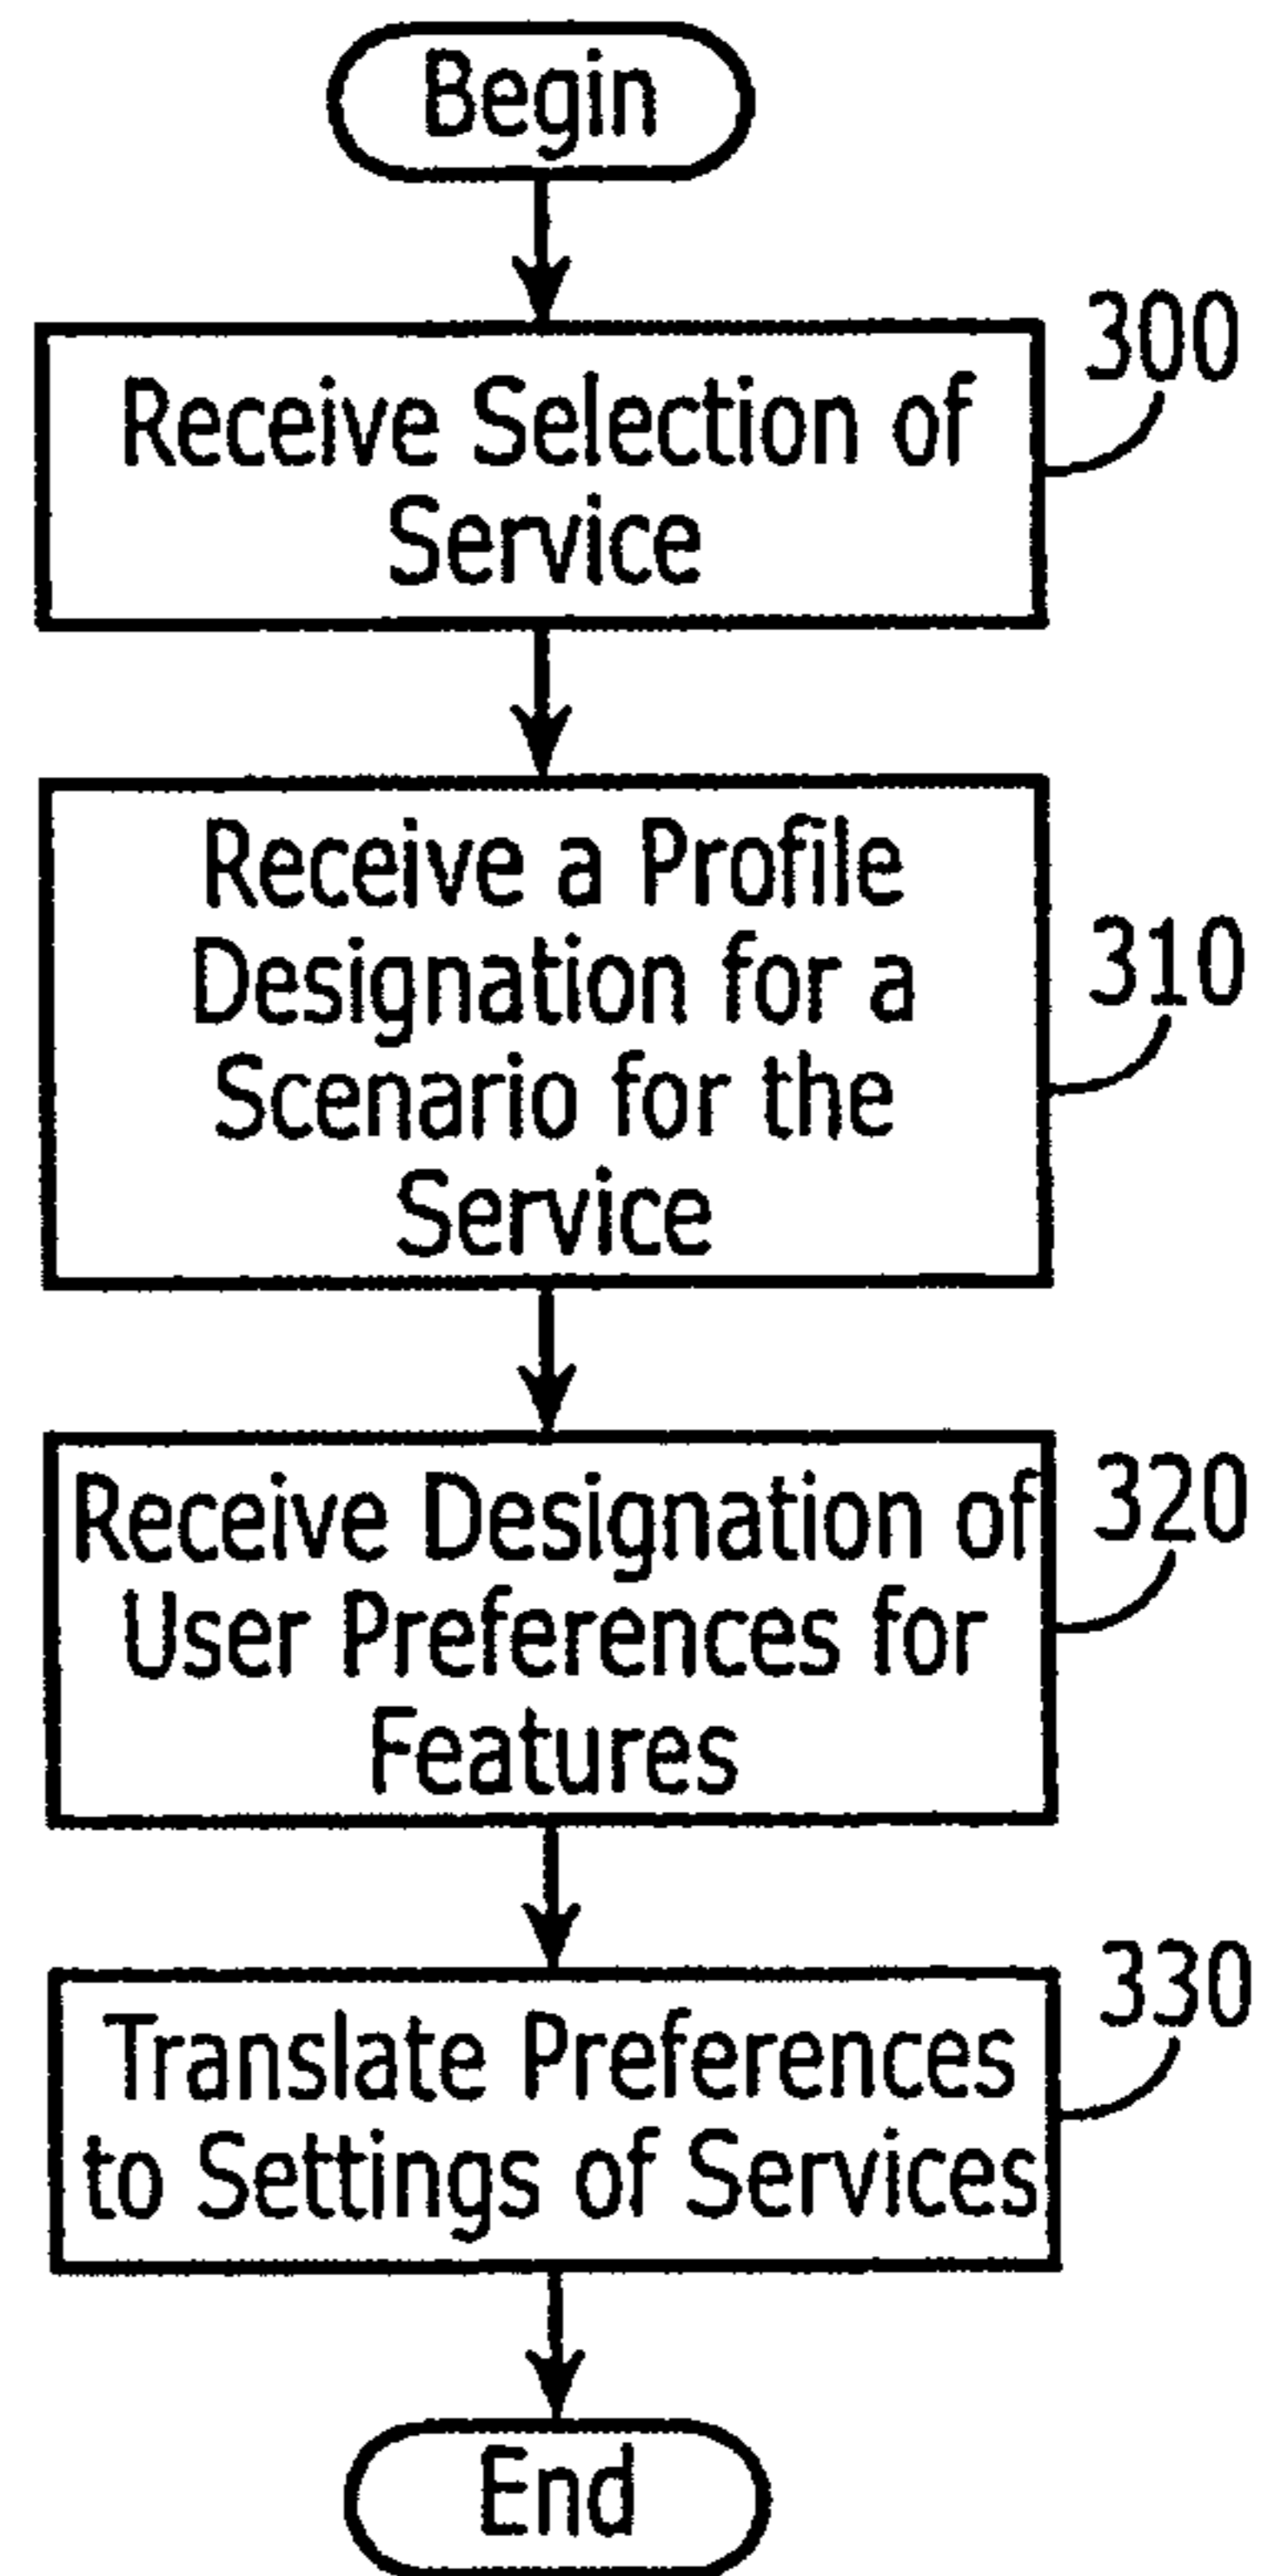 Begin
300
Receive Selection of
Service
Receive a Profile
Designation for a
Scenario for the
Service
310
Receive Designation of
User Preferences for
Features
320
Translate Preferences
to Settings of Services
330
End